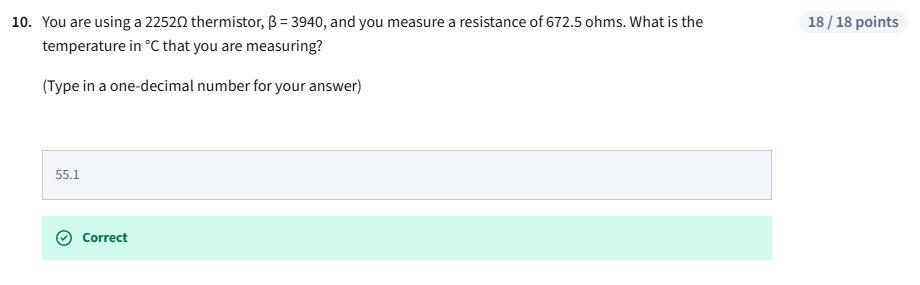 10. You are using a 2252Ω thermistor, β = 3940, and you measure a resistance of 672.5 ohms. What is the
18 / 18 points
temperature in °C that you are measuring?
(Type in a one-decimal number for your answer)
55.1
Correct